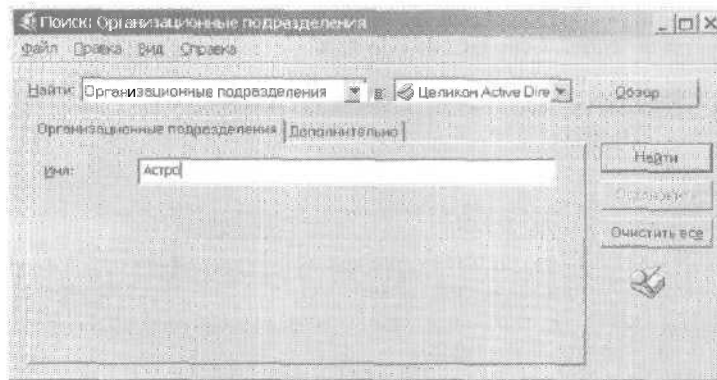 Поиск: Организационные подразделения
Файл Правка Вид Справка
Найти: Организационные подразделения в: Целиком Active Dire Обзор
Организационные подразделения Дополнительно
Имя: Астро
Найти
Остановить
Очистить все